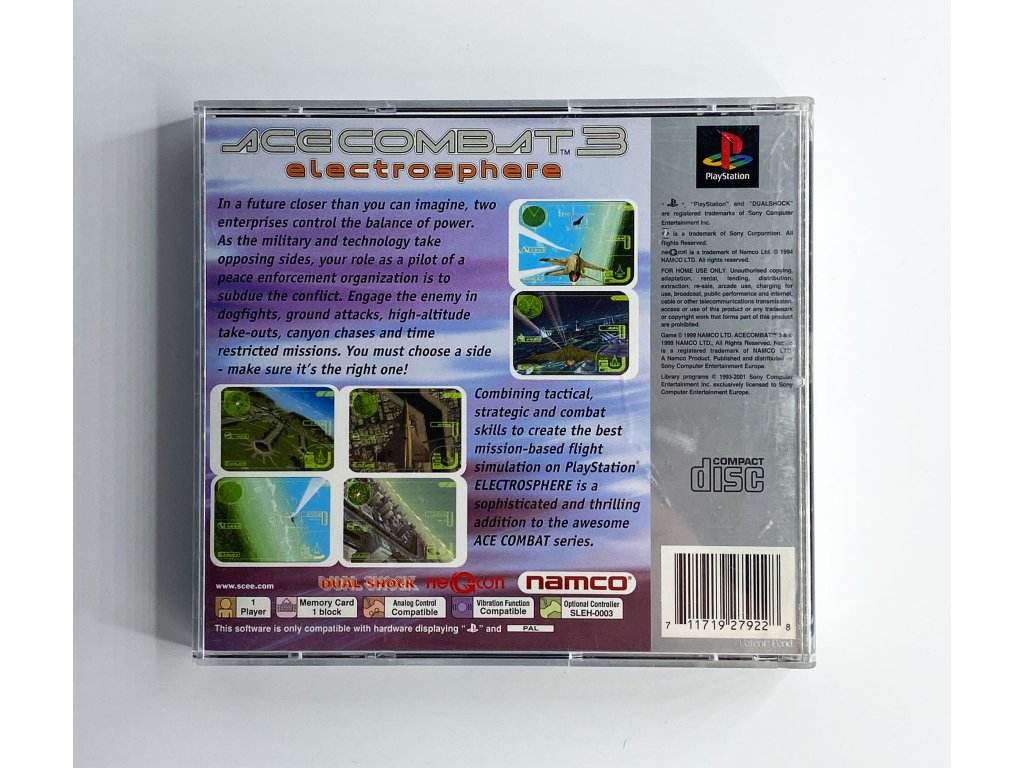 ACE COMBAT™ 3
electrosphere
In a future closer than you can imagine, two
enterprises control the balance of power.
As the military and technology take
opposing sides, your role as a pilot of a
peace enforcement organization is to
subdue the conflict. Engage the enemy in
dogfights, ground attacks, high-altitude
take-outs, canyon chases and time
restricted missions. You must choose a side
- make sure it's the right one!
Combining tactical,
strategic and combat
skills to create the best
mission-based flight
simulation on PlayStation®
ELECTROSPHERE is a
sophisticated and thrilling
addition to the awesome
ACE COMBAT series.
www.scee.com
DUAL SHOCK
neGcon
namco®
1
Player
Memory Card
1 block
Analog Control
Compatible
Vibration Function
Compatible
Optional Controller
SLEH-0003
This software is only compatible with hardware displaying " " and PAL
PlayStation
" ", "PlayStation" and "DUALSHOCK"
are registered trademarks of Sony Computer
Entertainment Inc.
is a trademark of Sony Corporation. All
Rights Reserved.
neGcon is a trademark of Namco Ltd. © 1994
NAMCO LTD. All rights reserved.
FOR HOME USE ONLY. Unauthorised copying,
adaptation, rental, lending, distribution,
extraction, re-sale, arcade use, charging for
use, broadcast, public performance and internet,
cable or other telecommunications transmission,
access or use of this product or any trademark
or copyright work that forms part of this product
are prohibited.
Game © 1999 NAMCO LTD. ACECOMBAT™ 3 & ©
1999 NAMCO LTD., All Rights Reserved. Namco
is a registered trademark of NAMCO LTD.
A Namco Product. Published and distributed by
Sony Computer Entertainment Europe.
Library programs © 1993-2001 Sony Computer
Entertainment Inc. exclusively licensed to Sony
Computer Entertainment Europe.
COMPACT
disc
7 11719 27922 8
Patent Pend